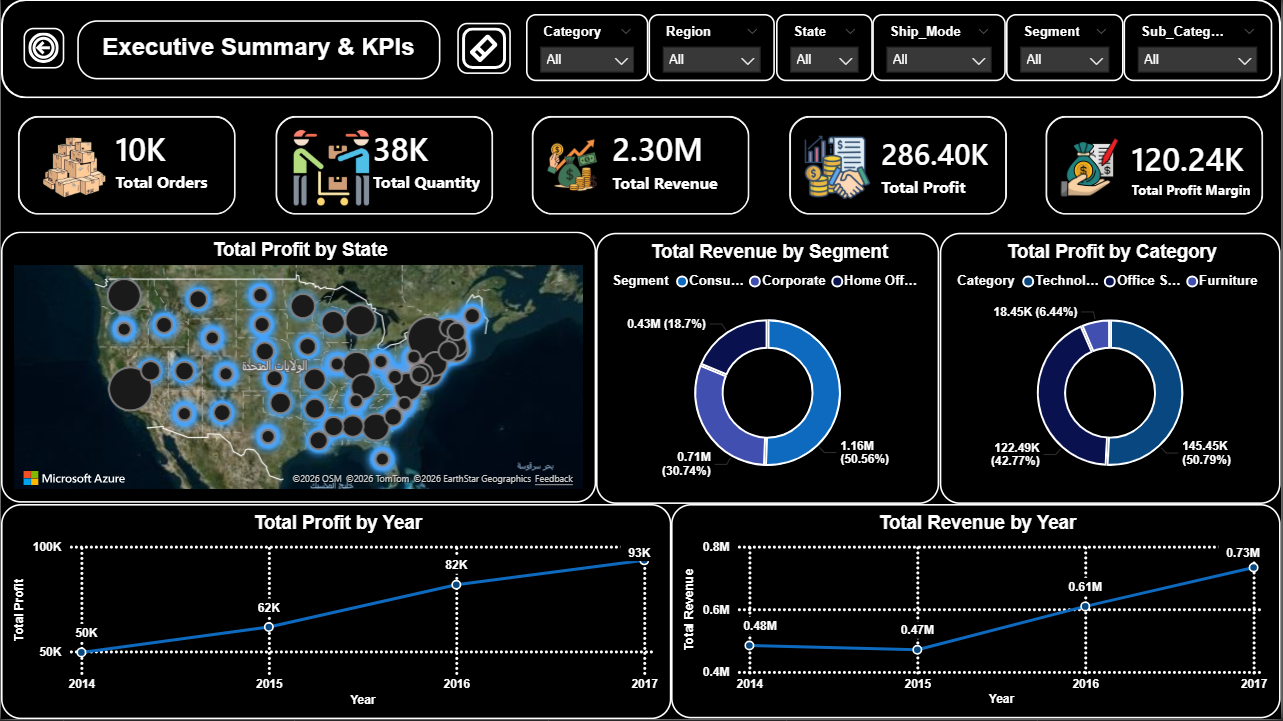 Executive Summary & KPIs
Category
All
Region
All
State
All
Ship_Mode
All
Segment
All
Sub_Categ...
All
10K
Total Orders
38K
Total Quantity
2.30M
Total Revenue
286.40K
Total Profit
120.24K
Total Profit Margin
Total Profit by State
الولايات المتحدة
بحر سرقوسة
Microsoft Azure
©2026 OSM ©2026 TomTom ©2026 EarthStar Geographics Feedback
Total Revenue by Segment
Segment Consu... Corporate Home Off...
0.43M (18.7%)
0.71M
(30.74%)
1.16M
(50.56%)
Total Profit by Category
Category Technol... Office S... Furniture
18.45K (6.44%)
122.49K
(42.77%)
145.45K
(50.79%)
Total Profit by Year
Total Profit
100K
50K
50K
62K
82K
93K
2014
2015
2016
2017
Year
Total Revenue by Year
Total Revenue
0.8M
0.6M
0.4M
0.48M
0.47M
0.61M
0.73M
2014
2015
2016
2017
Year